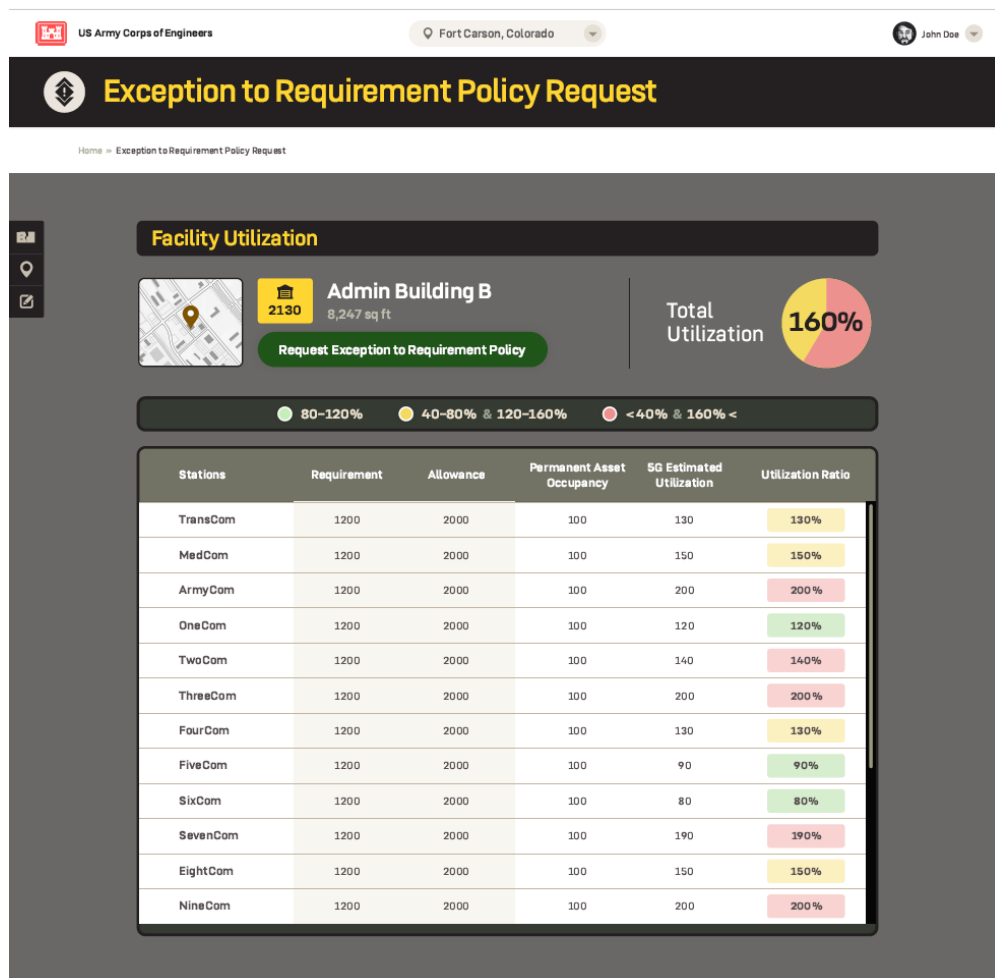 US Army Corps of Engineers
Fort Carson, Colorado
John Doe
Exception to Requirement Policy Request
Home » Exception to Requirement Policy Request
Facility Utilization
2130
Admin Building B
8,247 sq ft
Request Exception to Requirement Policy
Total
Utilization
160%
80–120% 40–80% & 120–160% <40% & 160% <
Stations Requirement Allowance Permanent Asset Occupancy 5G Estimated Utilization Utilization Ratio
TransCom 1200 2000 100 130 130%
MedCom 1200 2000 100 150 150%
ArmyCom 1200 2000 100 200 200%
OneCom 1200 2000 100 120 120%
TwoCom 1200 2000 100 140 140%
ThreeCom 1200 2000 100 200 200%
FourCom 1200 2000 100 130 130%
FiveCom 1200 2000 100 90 90%
SixCom 1200 2000 100 80 80%
SevenCom 1200 2000 100 190 190%
EightCom 1200 2000 100 150 150%
NineCom 1200 2000 100 200 200%